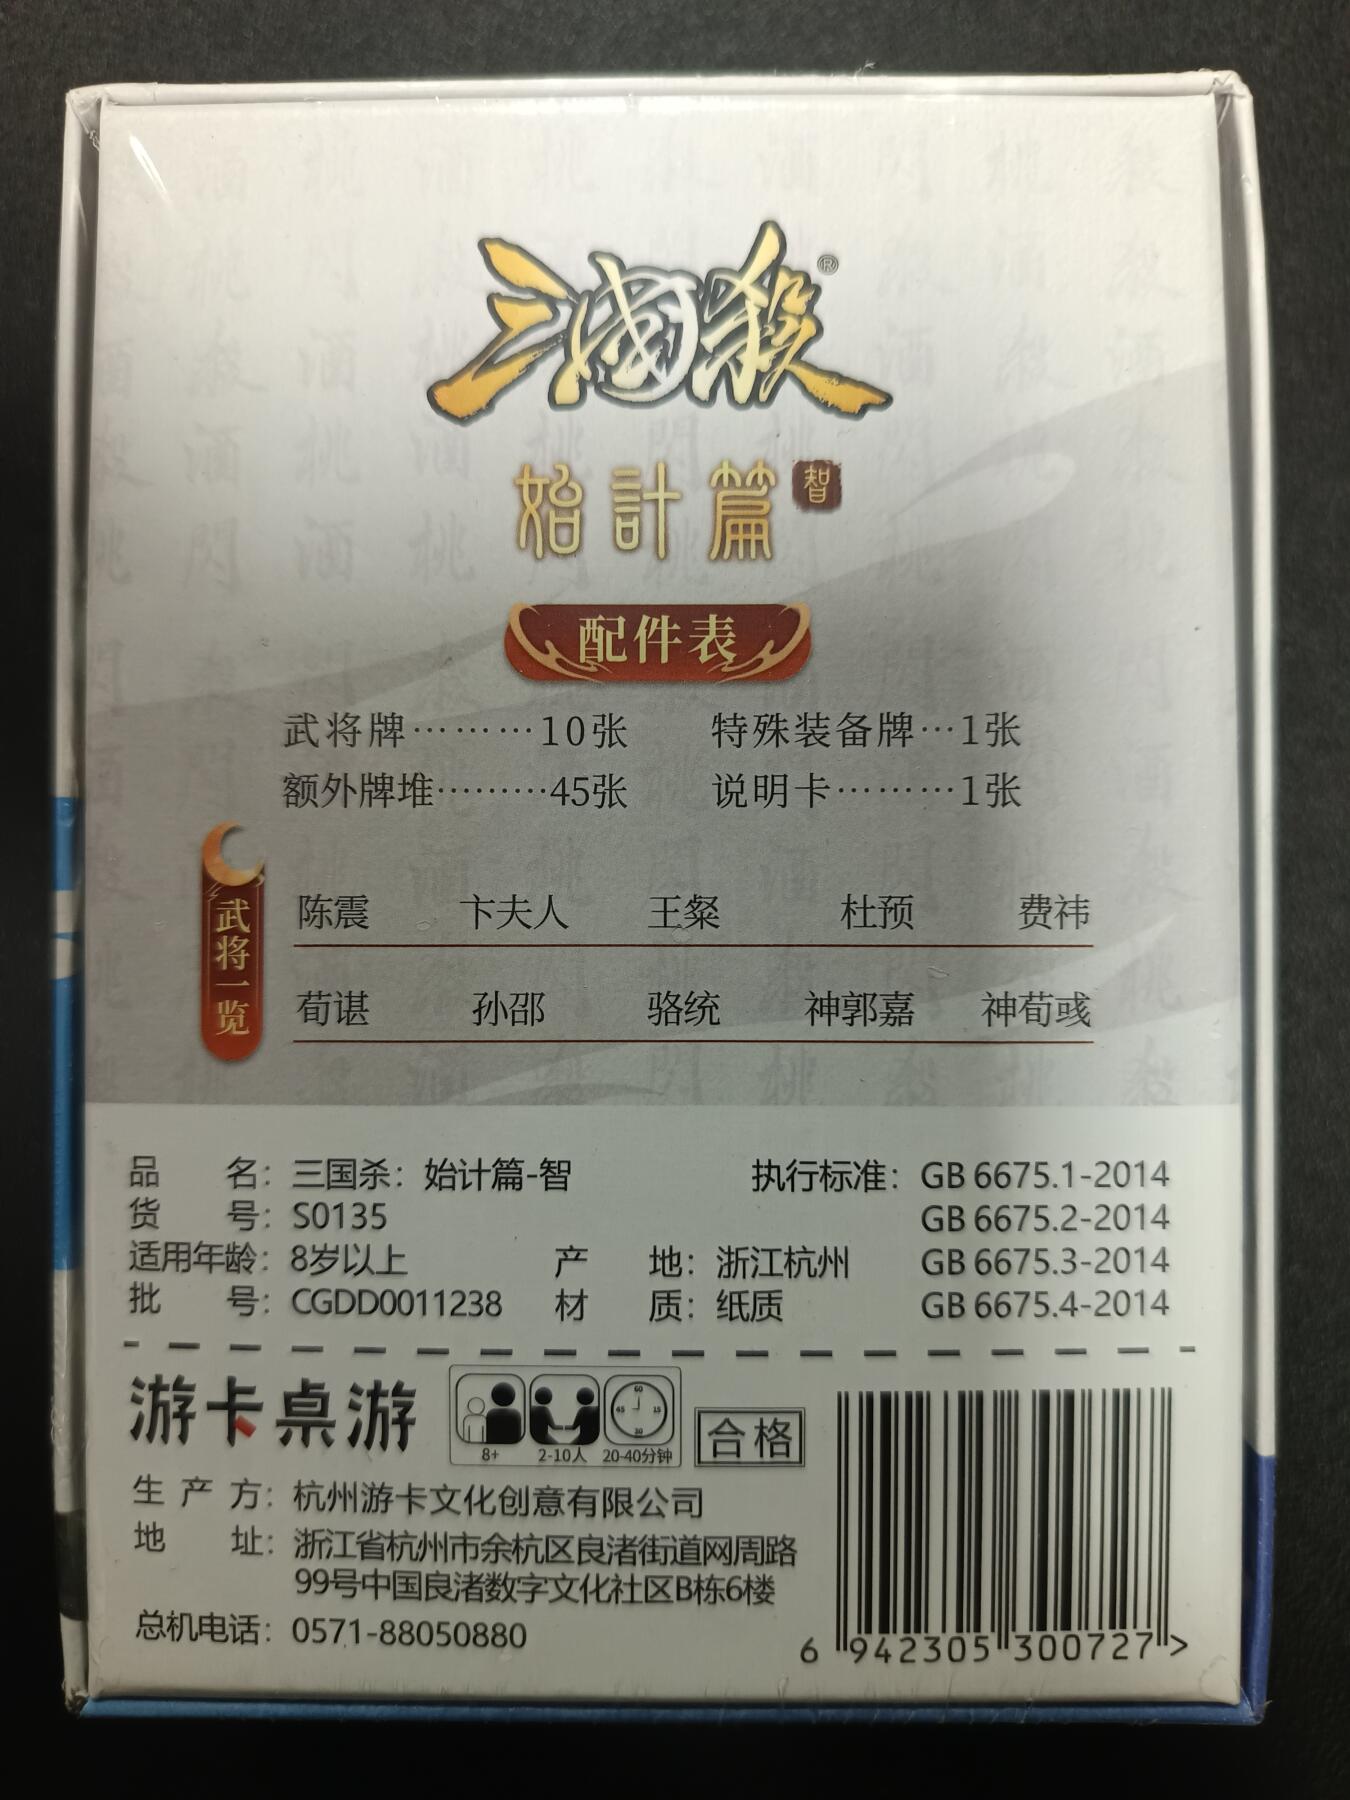 三國殺®
始計篇 智
配件表
武将牌………10张 特殊装备牌…1张
额外牌堆………45张 说明卡………1张
武将一览
陈震 卞夫人 王粲 杜预 费祎
荀谌 孙邵 骆统 神郭嘉 神荀彧
品名：三国杀：始计篇-智 执行标准：GB 6675.1-2014
货号：S0135 GB 6675.2-2014
适用年龄：8岁以上 产地：浙江杭州 GB 6675.3-2014
批号：CGDD0011238 材质：纸质 GB 6675.4-2014
游卡桌游
60 15 30 45
8+ 2-10人 20-40分钟
合格
生产方：杭州游卡文化创意有限公司
地址：浙江省杭州市余杭区良渚街道网周路
99号中国良渚数字文化社区B栋6楼
总机电话：0571-88050880
6 942305 300727 >